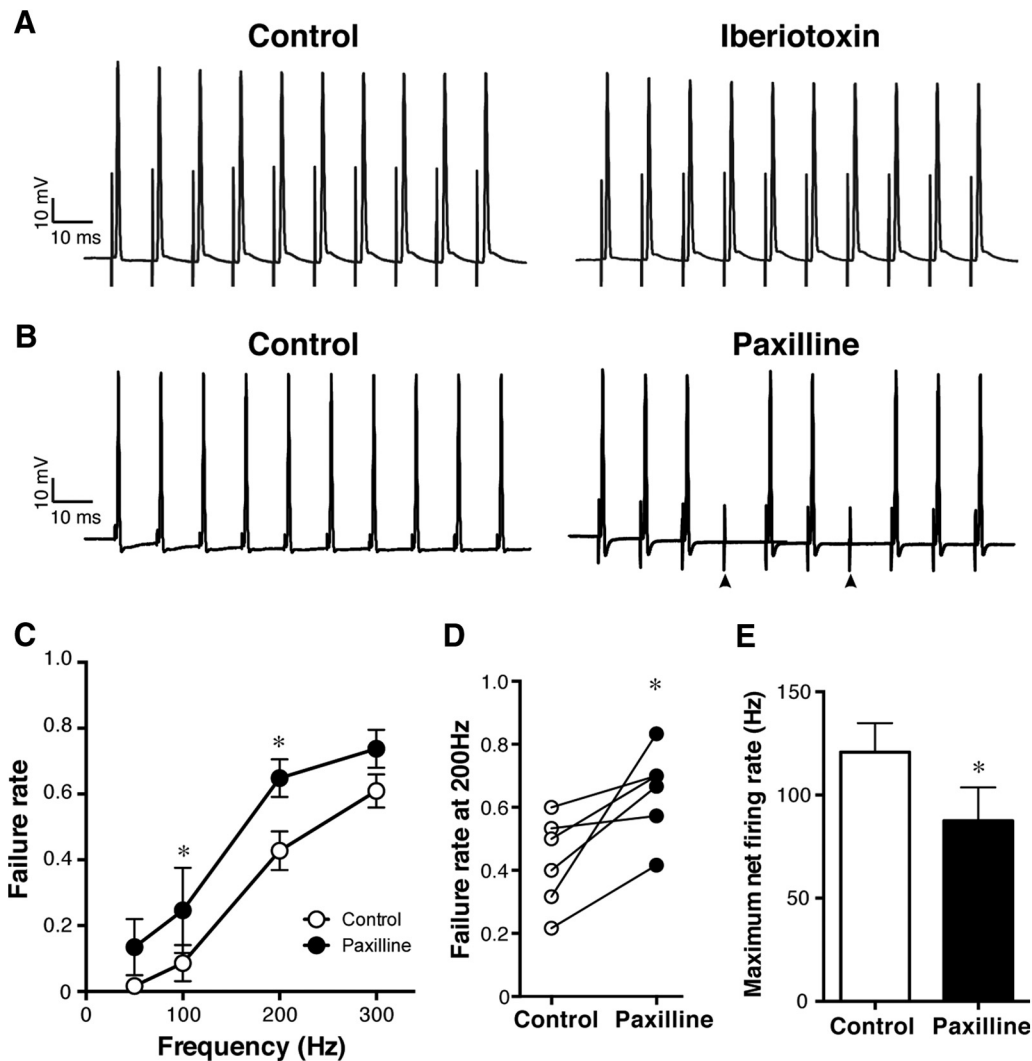 A
Control
Iberiotoxin
10 mV
10 ms
B
Control
Paxilline
10 mV
10 ms
C
Failure rate
1.0
0.8
0.6
0.4
0.2
0
*
*
Control
Paxilline
0
100
200
300
Frequency (Hz)
D
Failure rate at 200Hz
1.0
0.8
0.6
0.4
0.2
0
*
Control
Paxilline
E
Maximum net firing rate (Hz)
150
100
50
0
*
Control
Paxilline